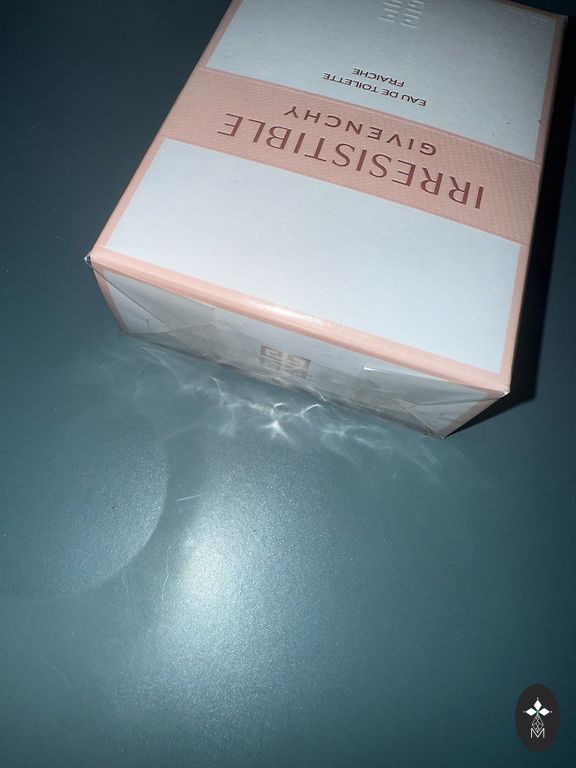 IRRESISTIBLE
GIVENCHY
EAU DE TOILETTE
FRAICHE
M